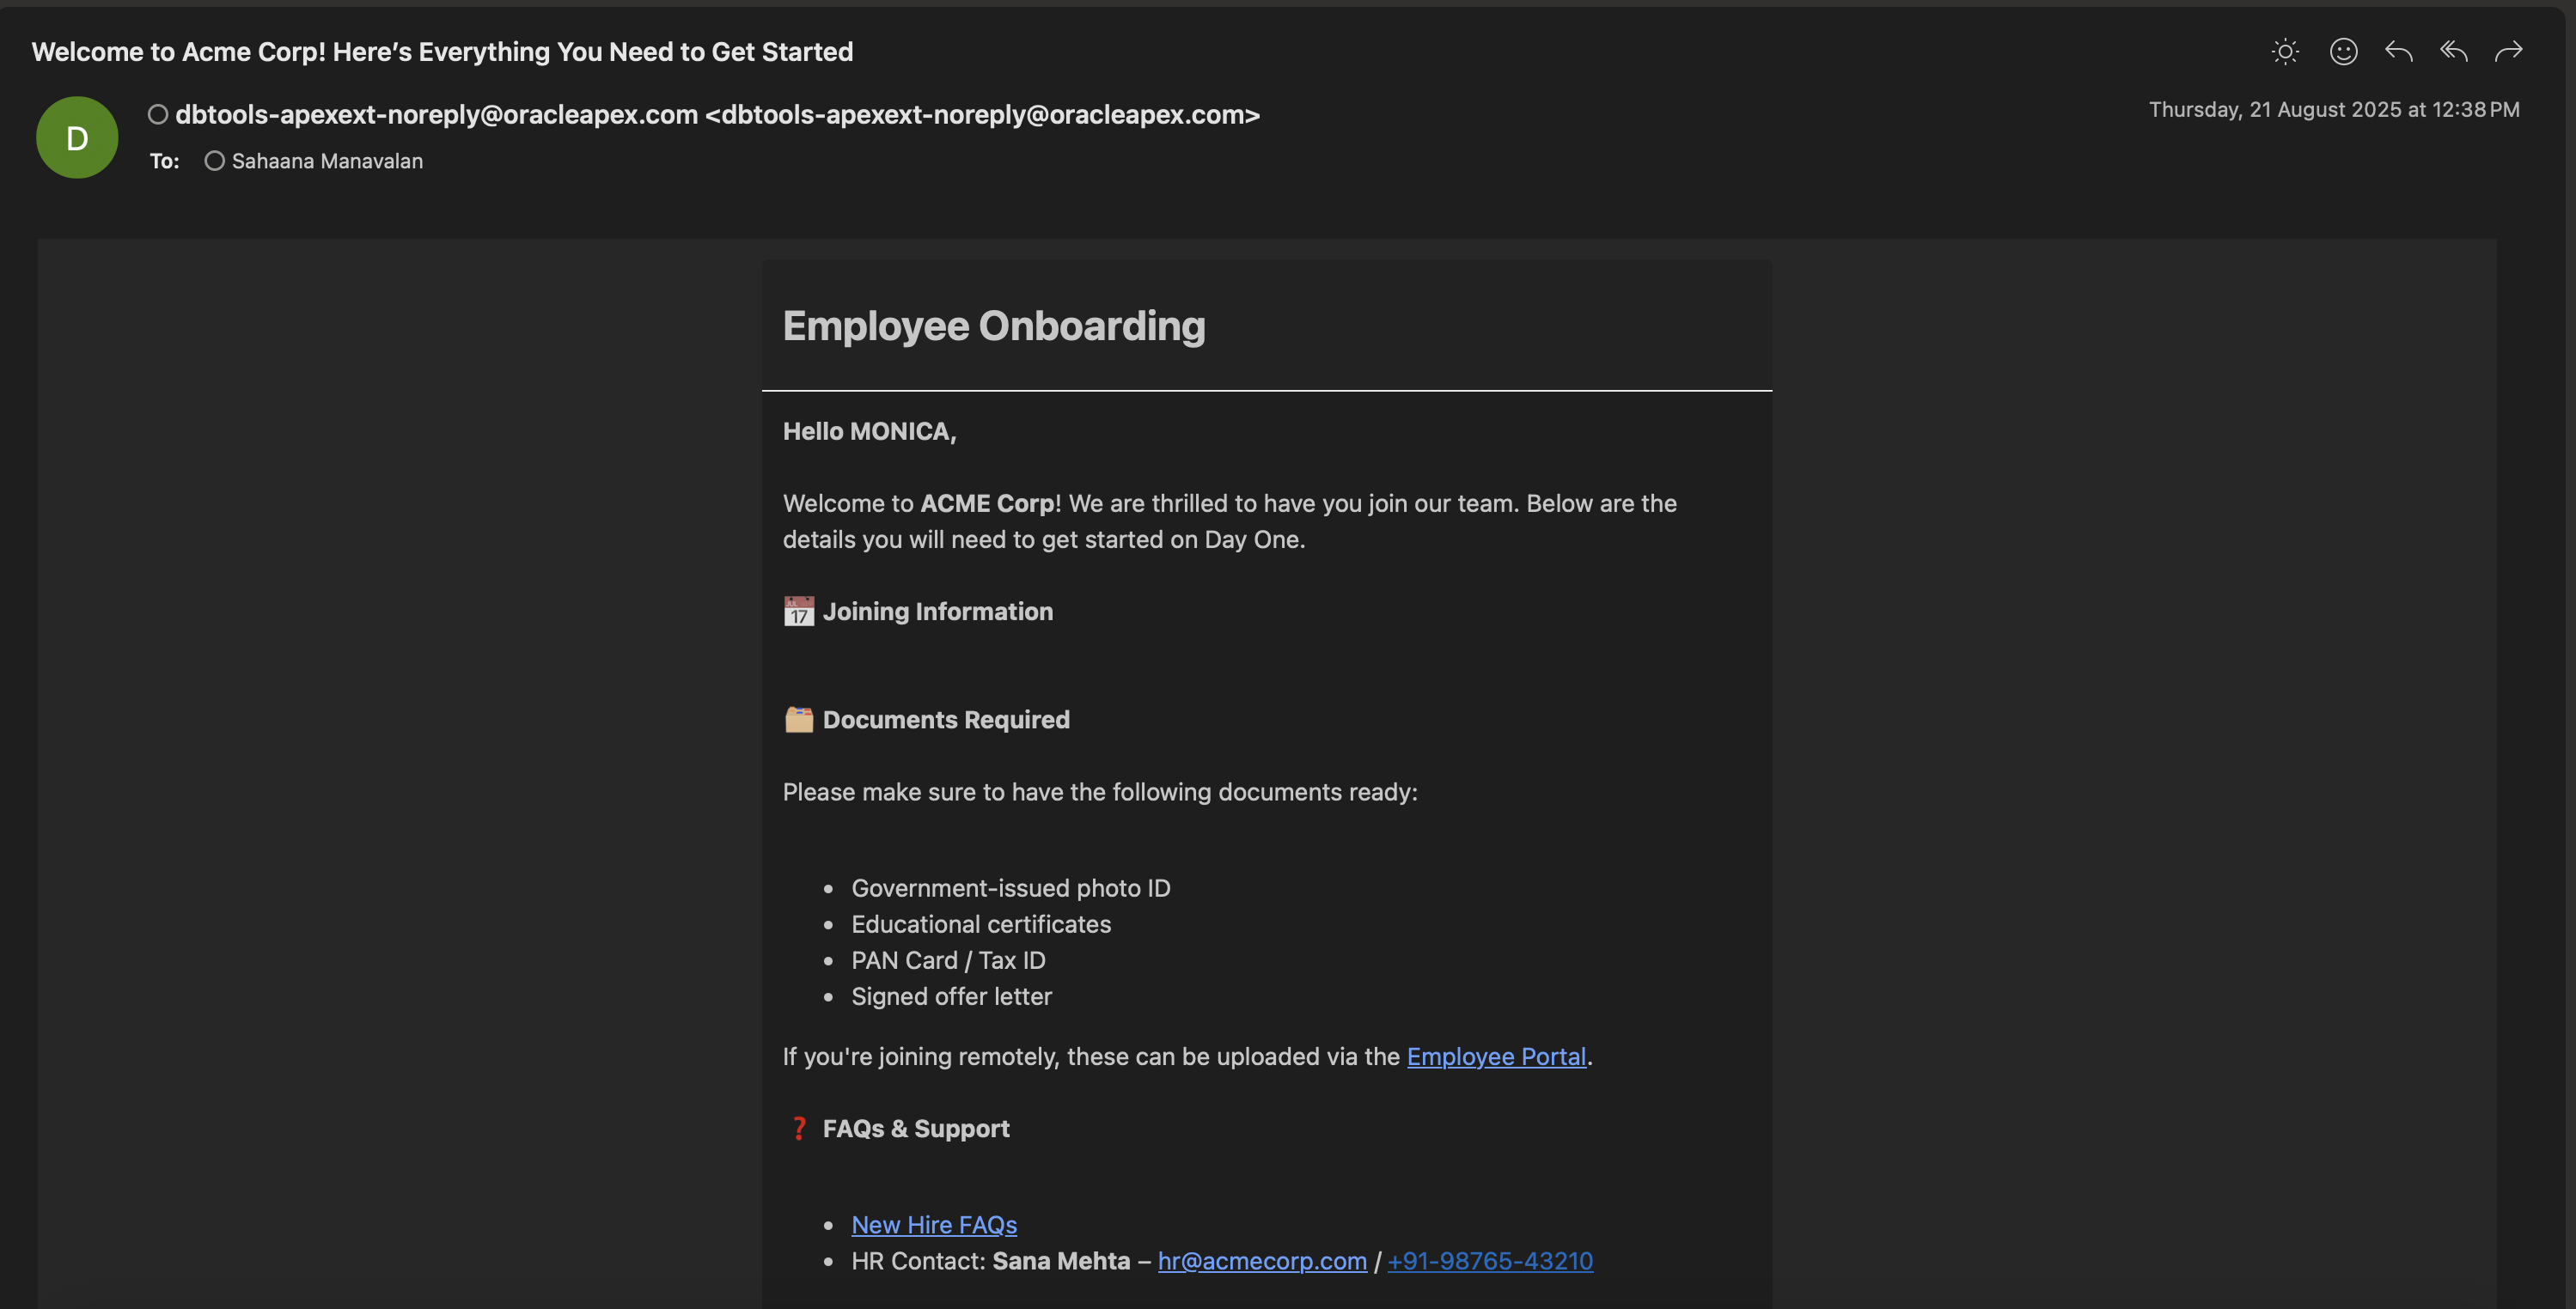 Welcome to Acme Corp! Here’s Everything You Need to Get Started
D
dbtools-apexext-noreply@oracleapex.com <dbtools-apexext-noreply@oracleapex.com>
Thursday, 21 August 2025 at 12:38 PM
To: Sahaana Manavalan
Employee Onboarding
Hello MONICA,
Welcome to ACME Corp! We are thrilled to have you join our team. Below are the
details you will need to get started on Day One.
JUL
17
Joining Information
Documents Required
Please make sure to have the following documents ready:
• Government-issued photo ID
• Educational certificates
• PAN Card / Tax ID
• Signed offer letter
If you're joining remotely, these can be uploaded via the Employee Portal.
❓ FAQs & Support
• New Hire FAQs
• HR Contact: Sana Mehta – hr@acmecorp.com / +91-98765-43210